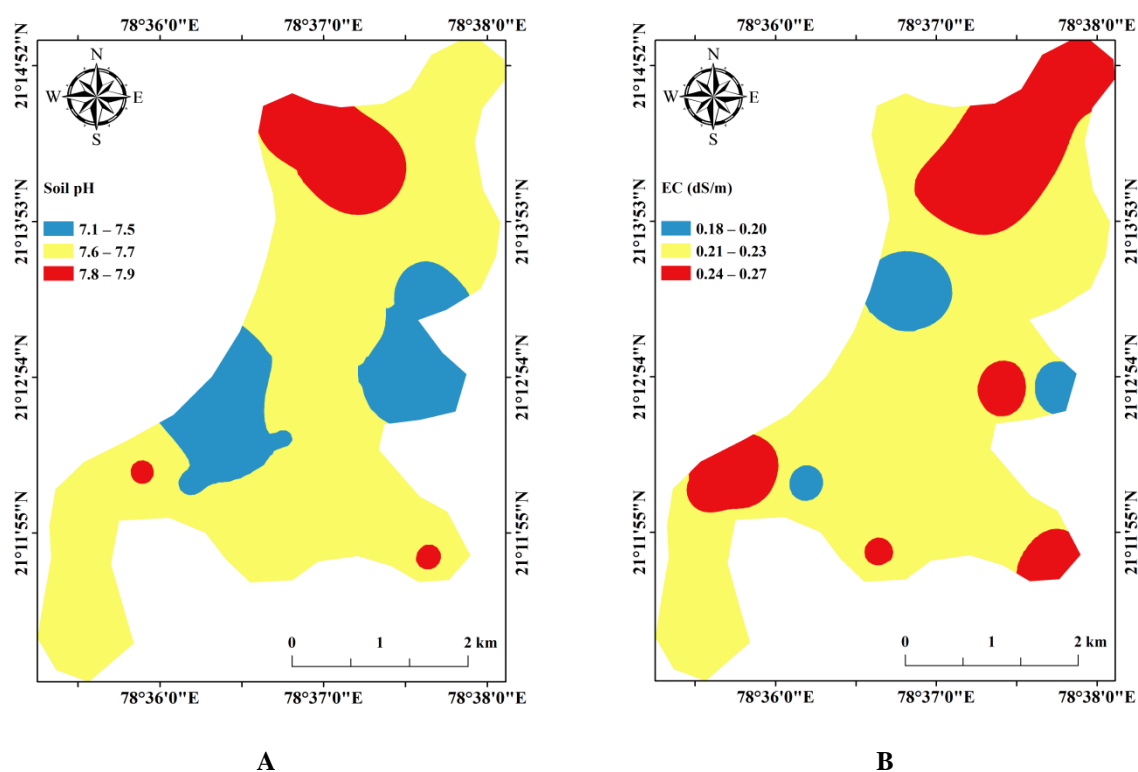 78°36'0"E 78°37'0"E 78°38'0"E
21°14'52"N
21°13'53"N
21°12'54"N
21°11'55"N
N
W E
S
Soil pH
7.1 – 7.5
7.6 – 7.7
7.8 – 7.9
0 1 2 km
21°14'52"N
21°13'53"N
21°12'54"N
21°11'55"N
78°36'0"E 78°37'0"E 78°38'0"E
A
78°36'0"E 78°37'0"E 78°38'0"E
21°14'52"N
21°13'53"N
21°12'54"N
21°11'55"N
N
W E
S
EC (dS/m)
0.18 – 0.20
0.21 – 0.23
0.24 – 0.27
0 1 2 km
21°14'52"N
21°13'53"N
21°12'54"N
21°11'55"N
78°36'0"E 78°37'0"E 78°38'0"E
B